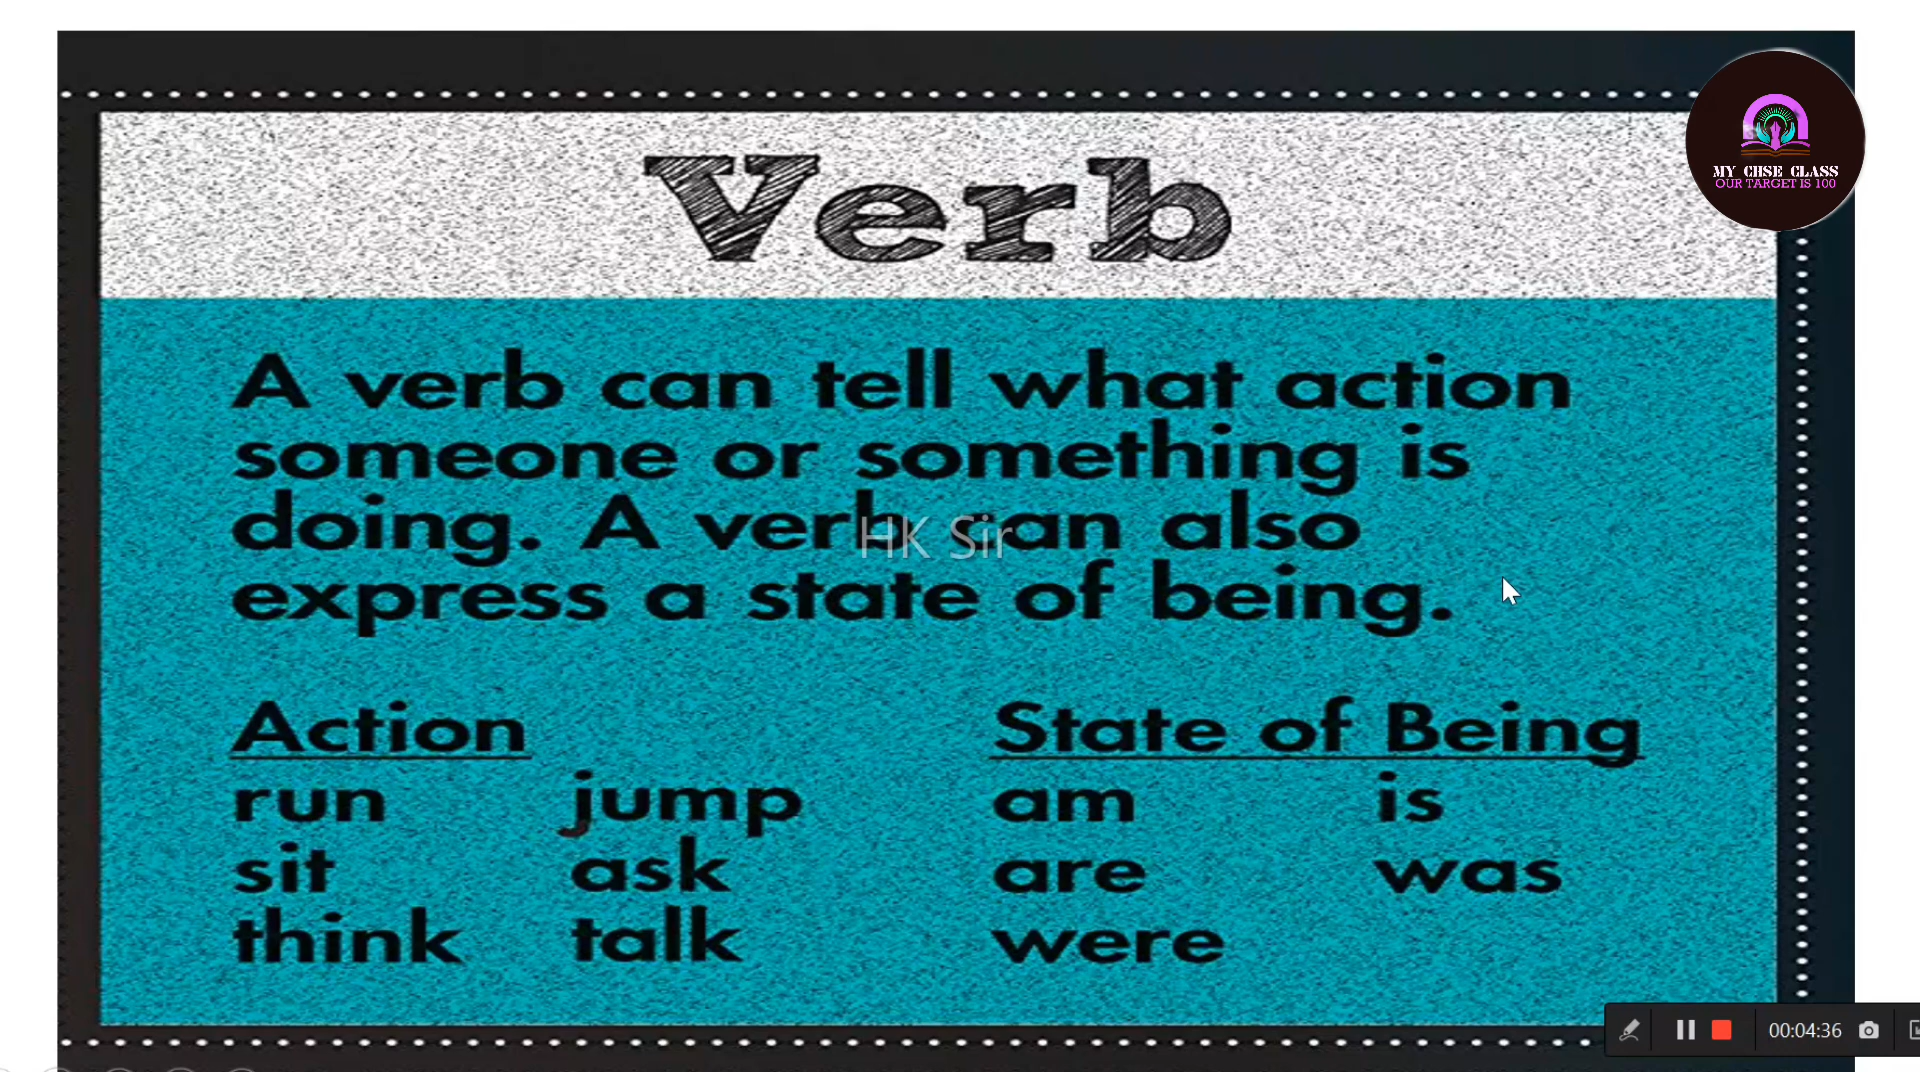 MY CHSE CLASS
OUR TARGET IS 100
Verb
A verb can tell what action
someone or something is
doing. A verb can also
express a state of being.
HK Sir
Action
State of Being
run jump am is
sit ask are was
think talk were
00:04:36